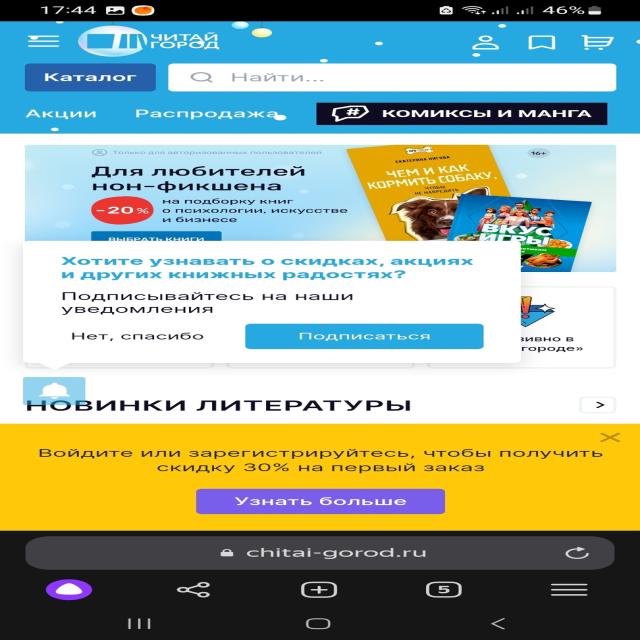 17:44
46%
ЧИТАЙ
ГОРОД
Каталог
Найти...
Акции
Распродажа
# КОМИКСЫ И МАНГА
Только для авторизованных пользователей
Для любителей
нон-фикшена
-20%
на подборку книг
о психологии, искусстве
и бизнесе
ВЫБРАТЬ КНИГИ
16+
ЧЕМ И КАК
КОРМИТЬ СОБАКУ,
ЧТОБЫ
НЕ НАВРЕДИТЬ
ВКУС
ИГРЫ
Хотите узнавать о скидках, акциях
и других книжных радостях?
Подписывайтесь на наши
уведомления
Нет, спасибо
Подписаться
ивно в
городе»
НОВИНКИ ЛИТЕРАТУРЫ
Войдите или зарегистрируйтесь, чтобы получить
скидку 30% на первый заказ
Узнать больше
chitai-gorod.ru
5